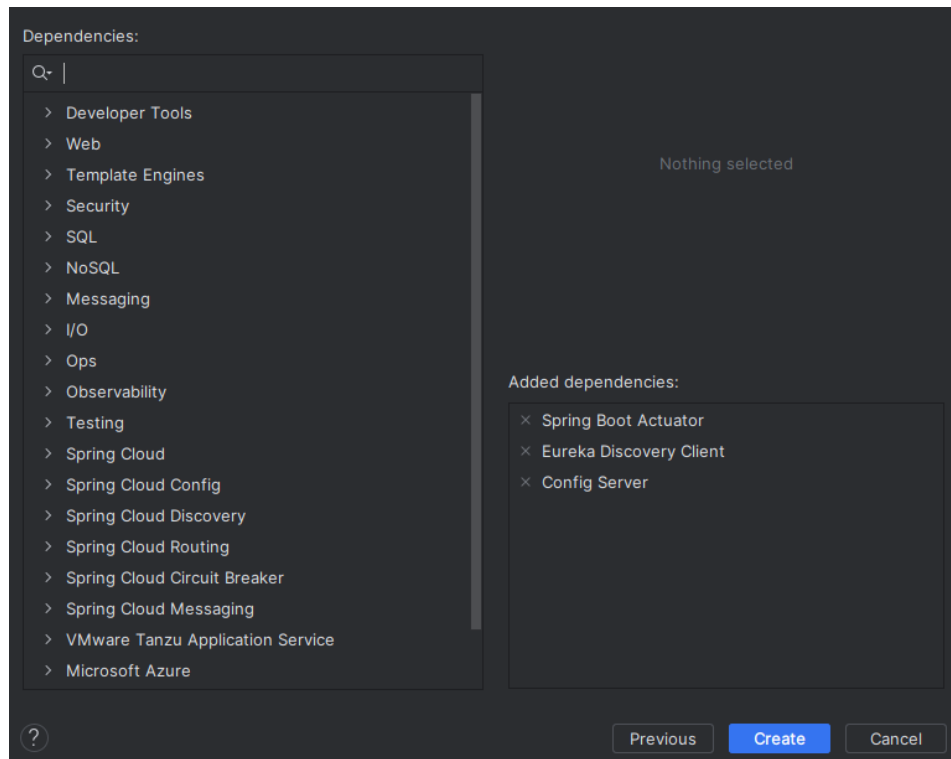 Dependencies:
Developer Tools
Web
Template Engines
Security
SQL
NoSQL
Messaging
I/O
Ops
Observability
Testing
Spring Cloud
Spring Cloud Config
Spring Cloud Discovery
Spring Cloud Routing
Spring Cloud Circuit Breaker
Spring Cloud Messaging
VMware Tanzu Application Service
Microsoft Azure
Nothing selected
Added dependencies:
Spring Boot Actuator
Eureka Discovery Client
Config Server
?
Previous
Create
Cancel